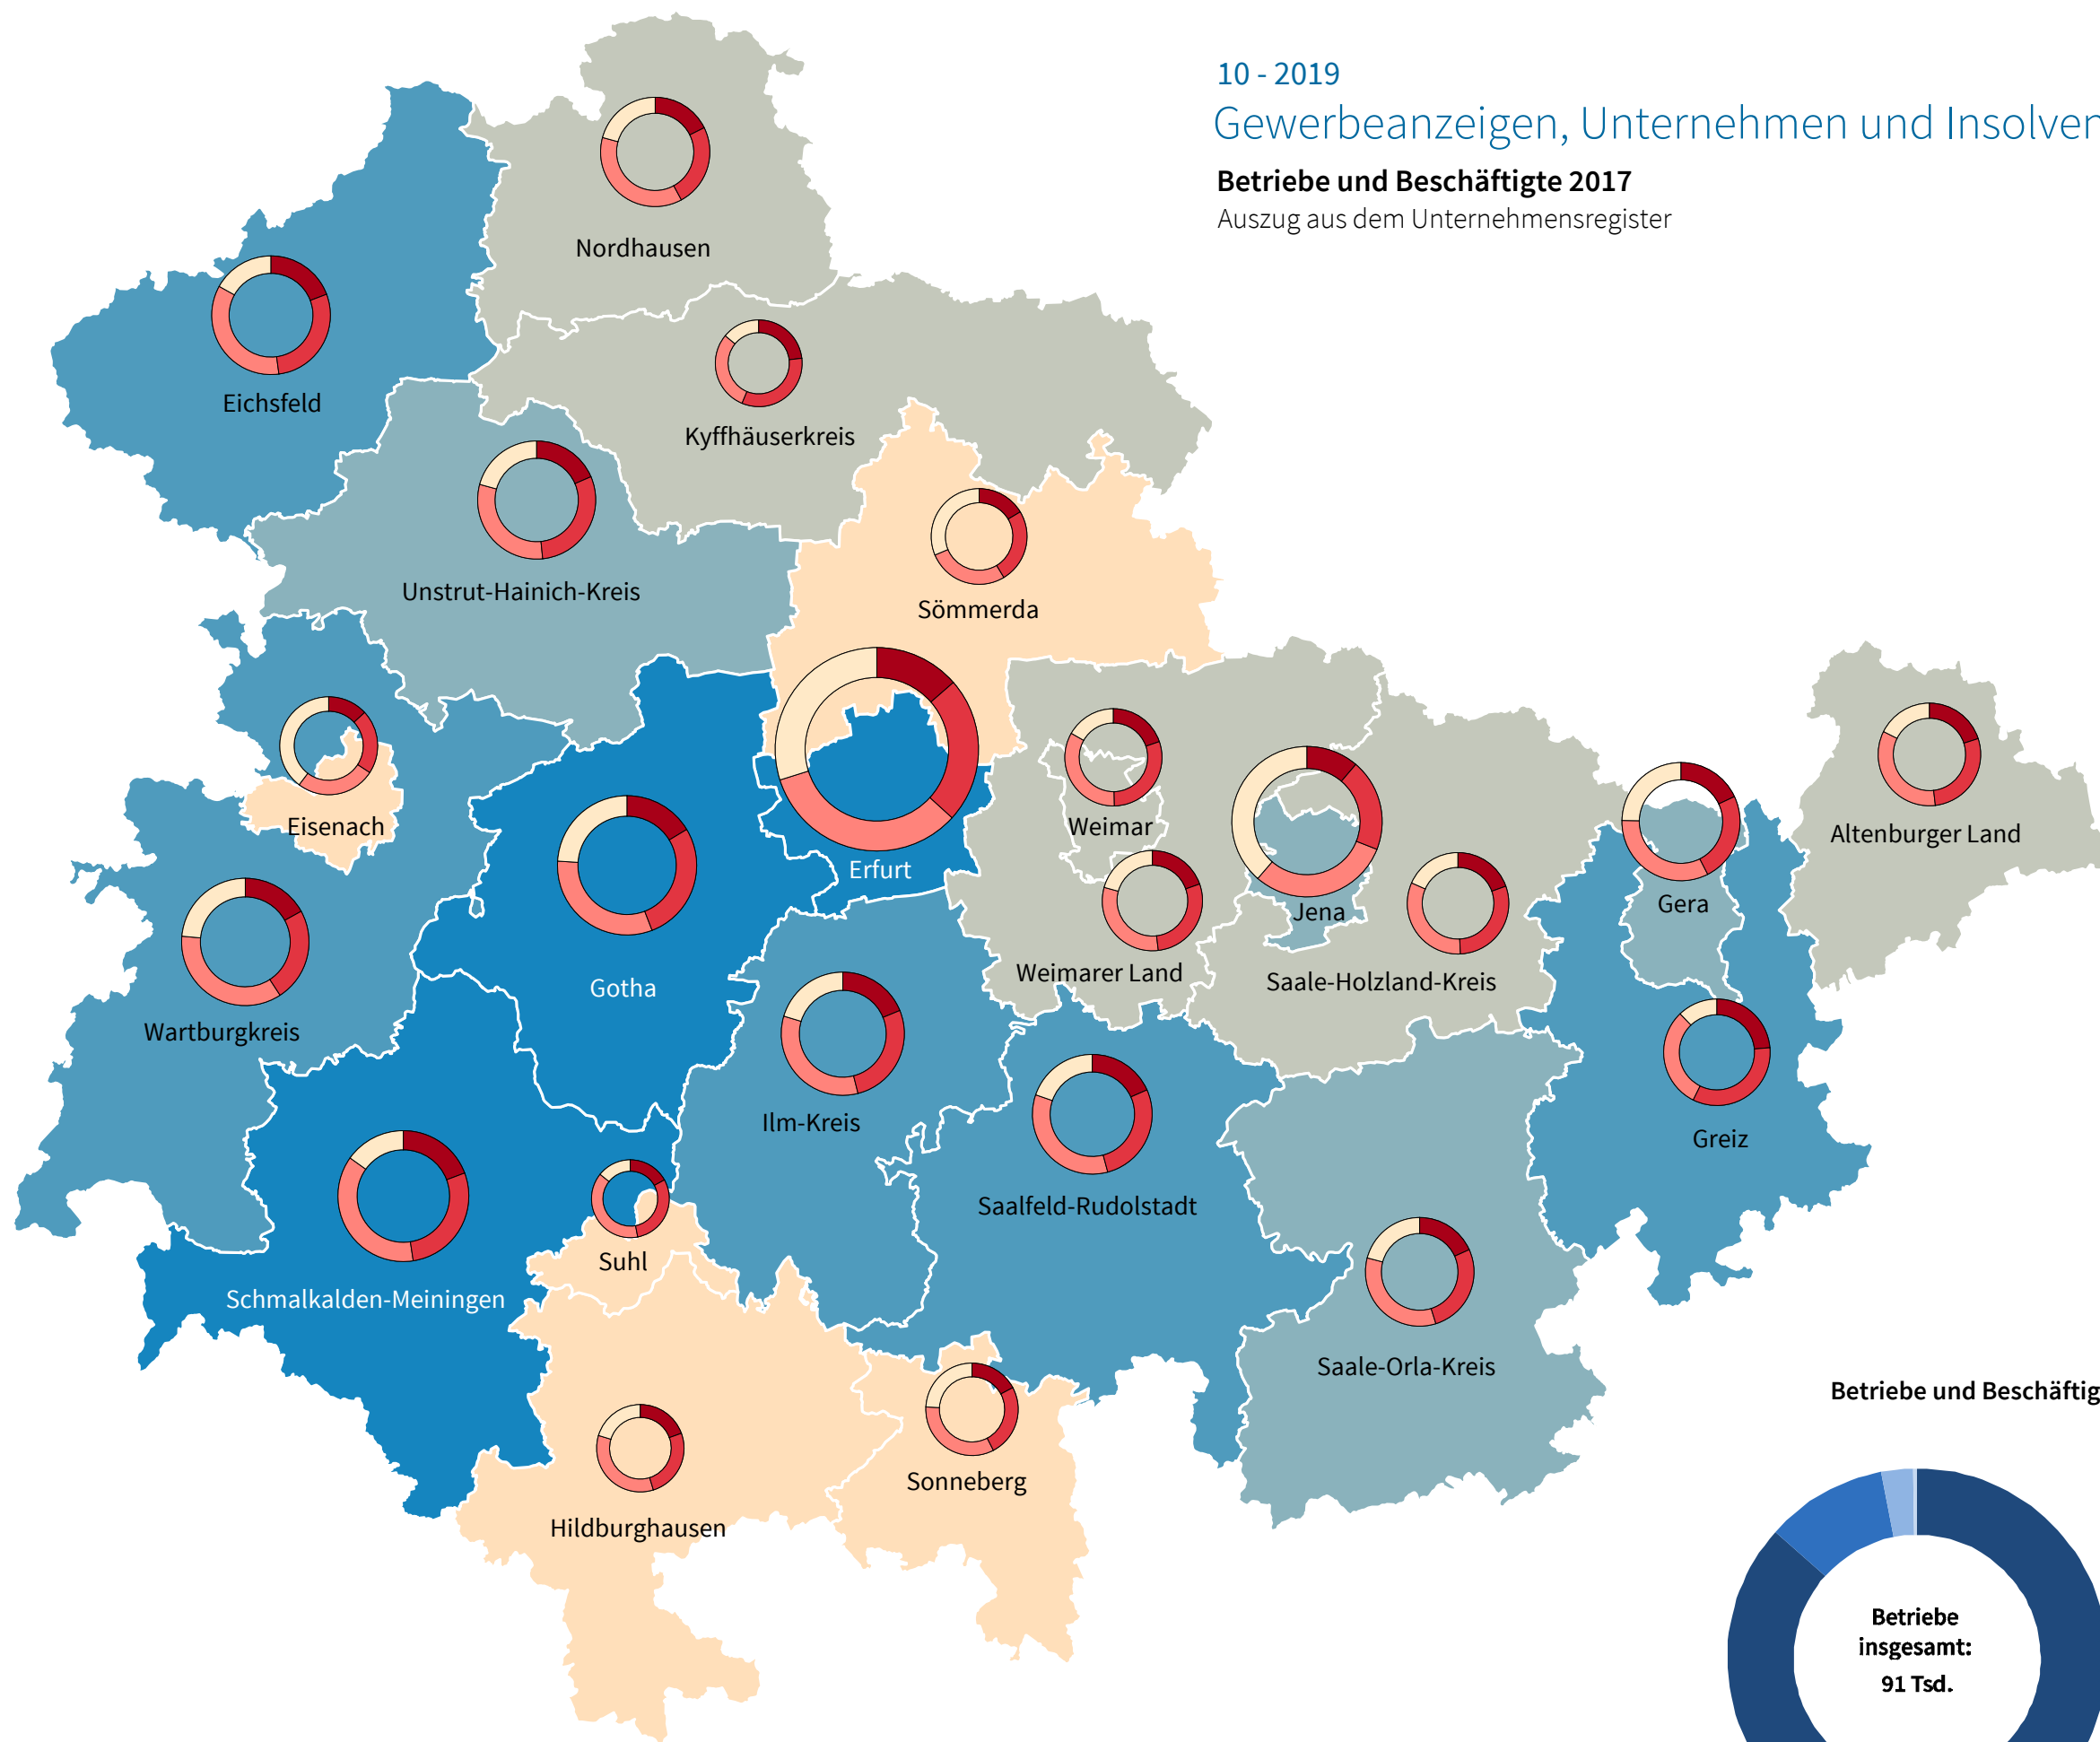 10 - 2019
Gewerbeanzeigen, Unternehmen und Insolven
Betriebe und Beschäftigte 2017
Auszug aus dem Unternehmensregister
Nordhausen
Eichsfeld
Kyffhäuserkreis
Unstrut-Hainich-Kreis
Sömmerda
Eisenach
Weimar
Altenburger Land
Erfurt
Gera
Jena
Weimarer Land
Saale-Holzland-Kreis
Gotha
Wartburgkreis
Ilm-Kreis
Greiz
Saalfeld-Rudolstadt
Suhl
Schmalkalden-Meiningen
Saale-Orla-Kreis
Betriebe und Beschäftig
Sonneberg
Hildburghausen
Betriebe
insgesamt:
91 Tsd.